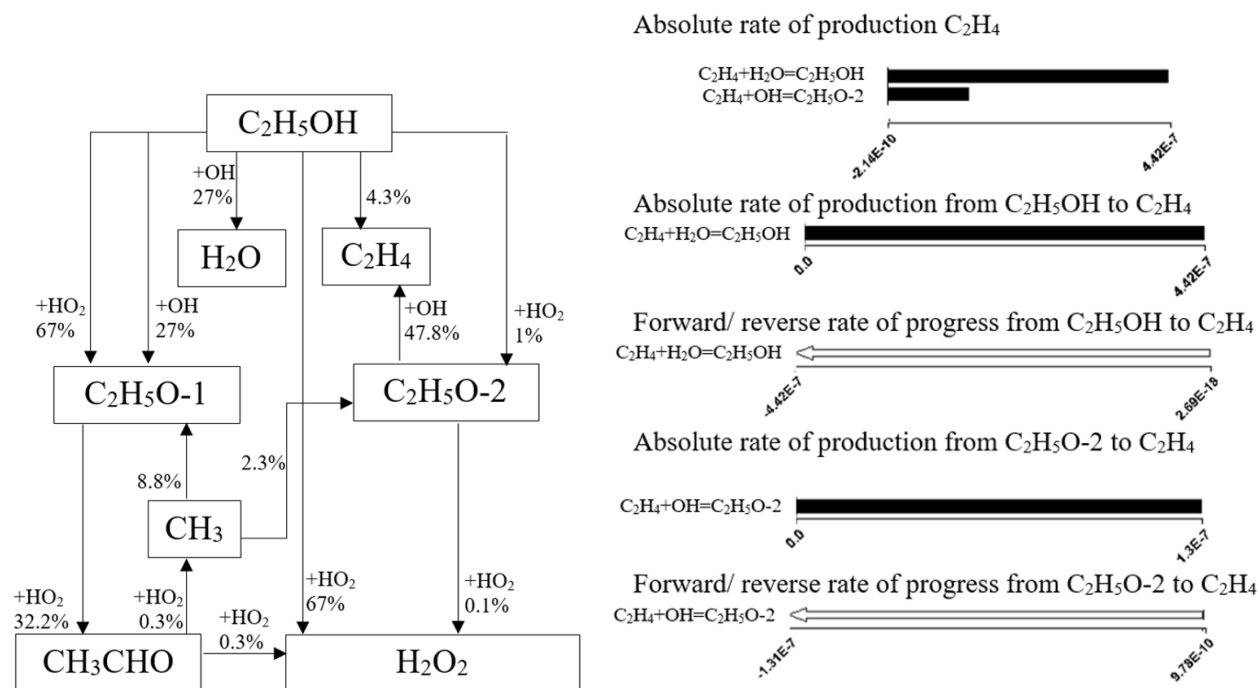 C₂H₅OH
+OH
27%
4.3%
H₂O
C₂H₄
+HO₂
67%
+OH
27%
+OH
47.8%
+HO₂
1%
C₂H₅O-1
C₂H₅O-2
8.8%
2.3%
CH₃
+HO₂
32.2%
+HO₂
0.3%
+HO₂
0.3%
+HO₂
67%
+HO₂
0.1%
CH₃CHO
H₂O₂
Absolute rate of production C₂H₄
C₂H₄+H₂O=C₂H₅OH
C₂H₄+OH=C₂H₅O-2
-2.14E-10
4.42E-7
Absolute rate of production from C₂H₅OH to C₂H₄
C₂H₄+H₂O=C₂H₅OH
0.0
4.42E-7
Forward/ reverse rate of progress from C₂H₅OH to C₂H₄
C₂H₄+H₂O=C₂H₅OH
-4.42E-7
2.69E-18
Absolute rate of production from C₂H₅O-2 to C₂H₄
C₂H₄+OH=C₂H₅O-2
0.0
1.3E-7
Forward/ reverse rate of progress from C₂H₅O-2 to C₂H₄
C₂H₄+OH=C₂H₅O-2
-1.31E-7
9.79E-10